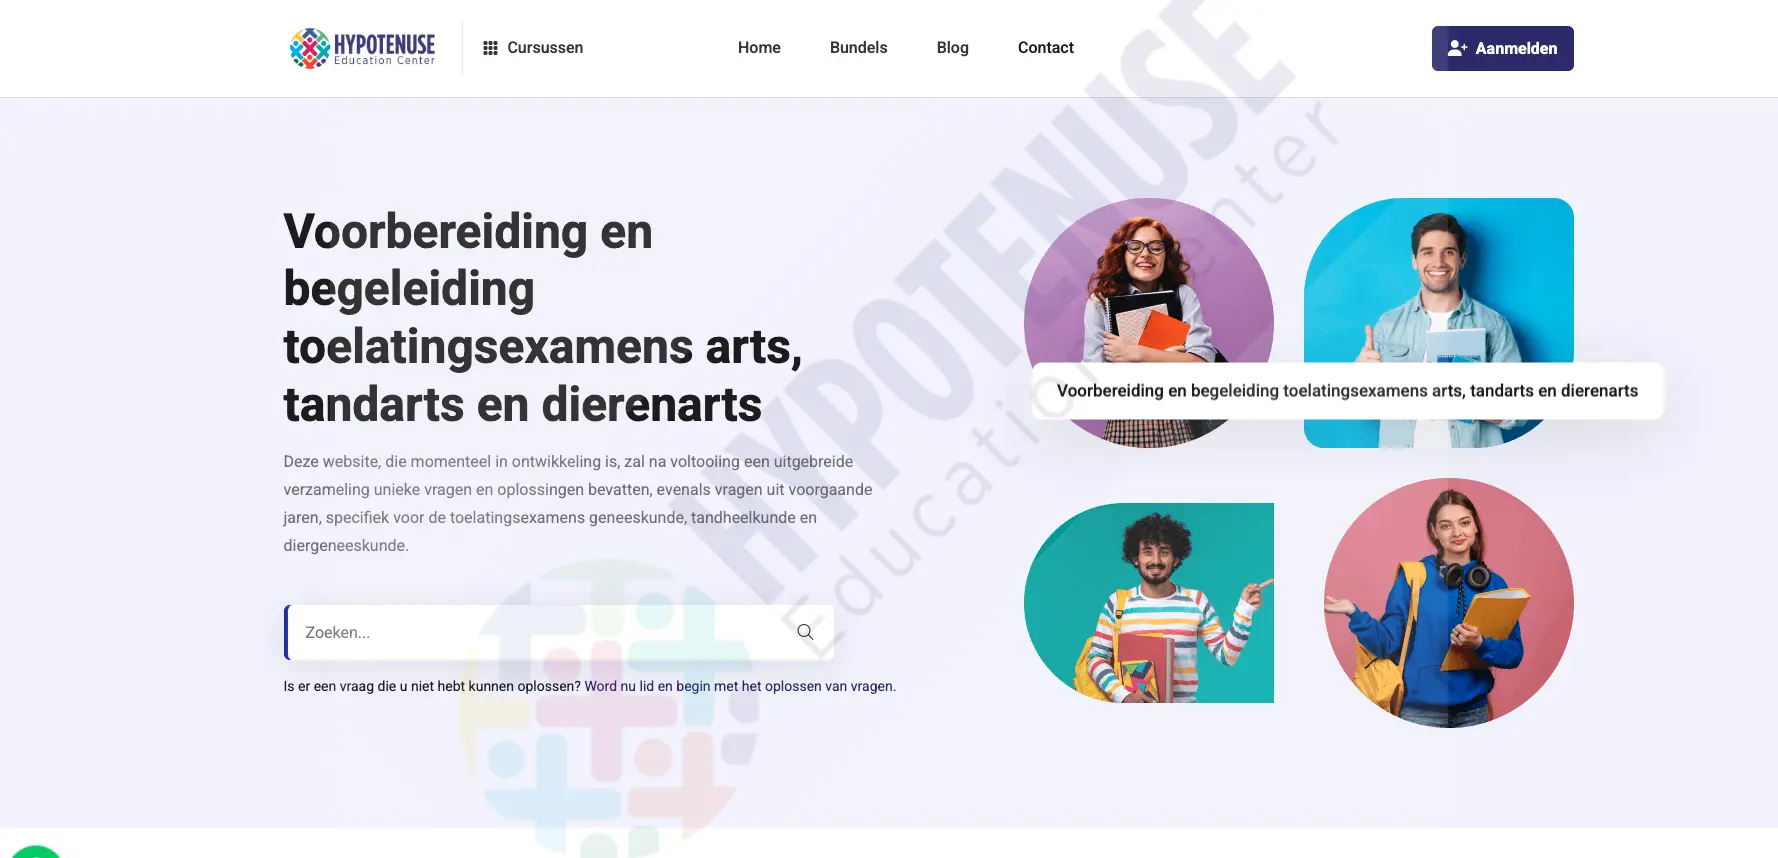 HYPOTENUSE
Education Center
Cursussen
Home
Bundels
Blog
Contact
Aanmelden
Voorbereiding en
begeleiding
toelatingsexamens arts,
tandarts en dierenarts
Deze website, die momenteel in ontwikkeling is, zal na voltooiing een uitgebreide
verzameling unieke vragen en oplossingen bevatten, evenals vragen uit voorgaande
jaren, specifiek voor de toelatingsexamens geneeskunde, tandheelkunde en
diergeneeskunde.
Zoeken...
Is er een vraag die u niet hebt kunnen oplossen? Word nu lid en begin met het oplossen van vragen.
Voorbereiding en begeleiding toelatingsexamens arts, tandarts en dierenarts
HYPOTENUSE
Education Center